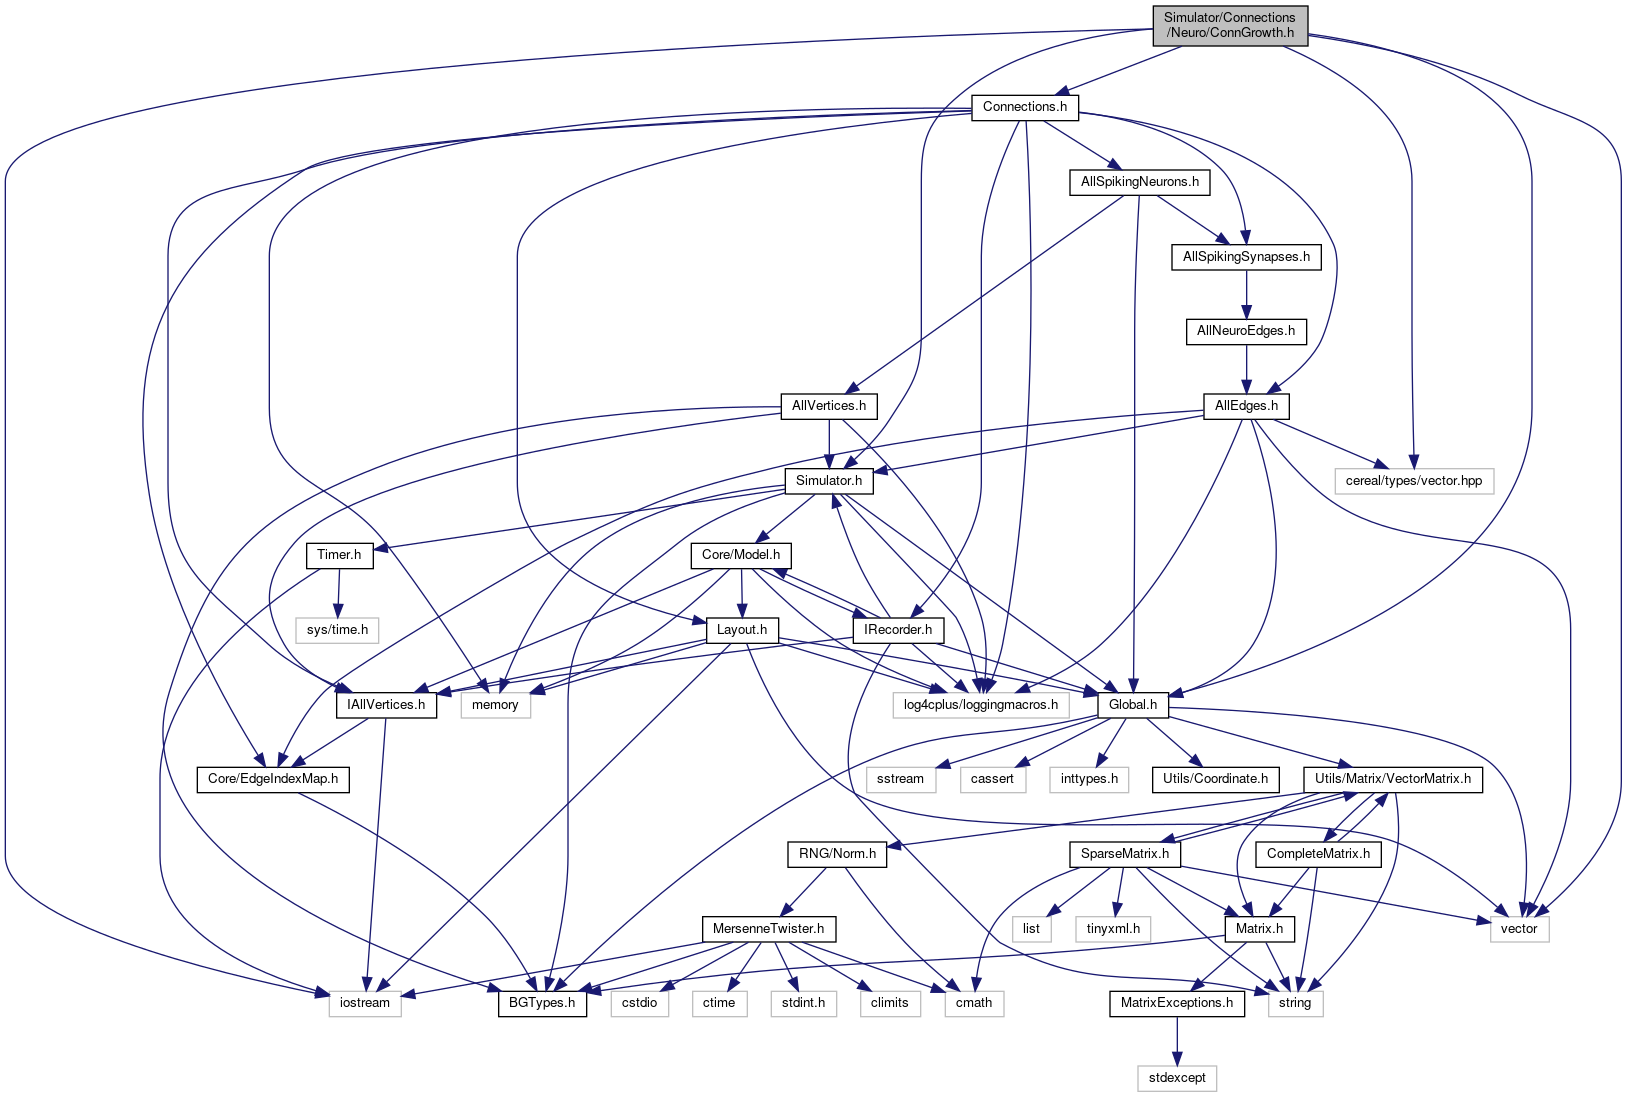 Simulator/Connections
/Neuro/ConnGrowth.h
Connections.h
AllSpikingNeurons.h
AllSpikingSynapses.h
AllNeuroEdges.h
AllVertices.h
AllEdges.h
Simulator.h
cereal/types/vector.hpp
Timer.h
Core/Model.h
sys/time.h
Layout.h
IRecorder.h
IAllVertices.h
memory
log4cplus/loggingmacros.h
Global.h
Core/EdgeIndexMap.h
sstream
cassert
inttypes.h
Utils/Coordinate.h
Utils/Matrix/VectorMatrix.h
RNG/Norm.h
SparseMatrix.h
CompleteMatrix.h
MersenneTwister.h
list
tinyxml.h
Matrix.h
vector
iostream
BGTypes.h
cstdio
ctime
stdint.h
climits
cmath
MatrixExceptions.h
string
stdexcept